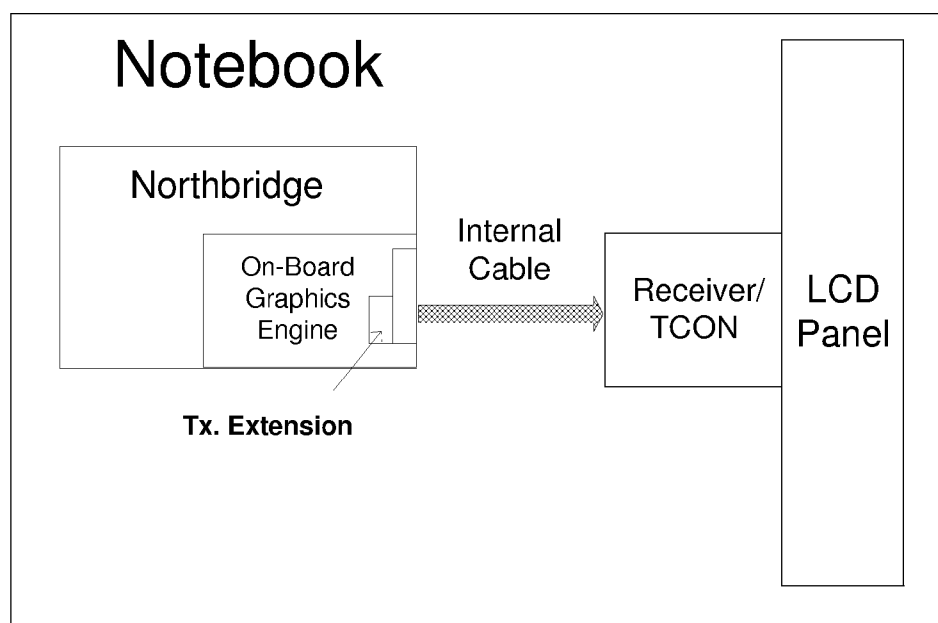 Notebook
Northbridge
On-Board
Graphics
Engine
Tx. Extension
Internal
Cable
Receiver/
TCON
LCD
Panel